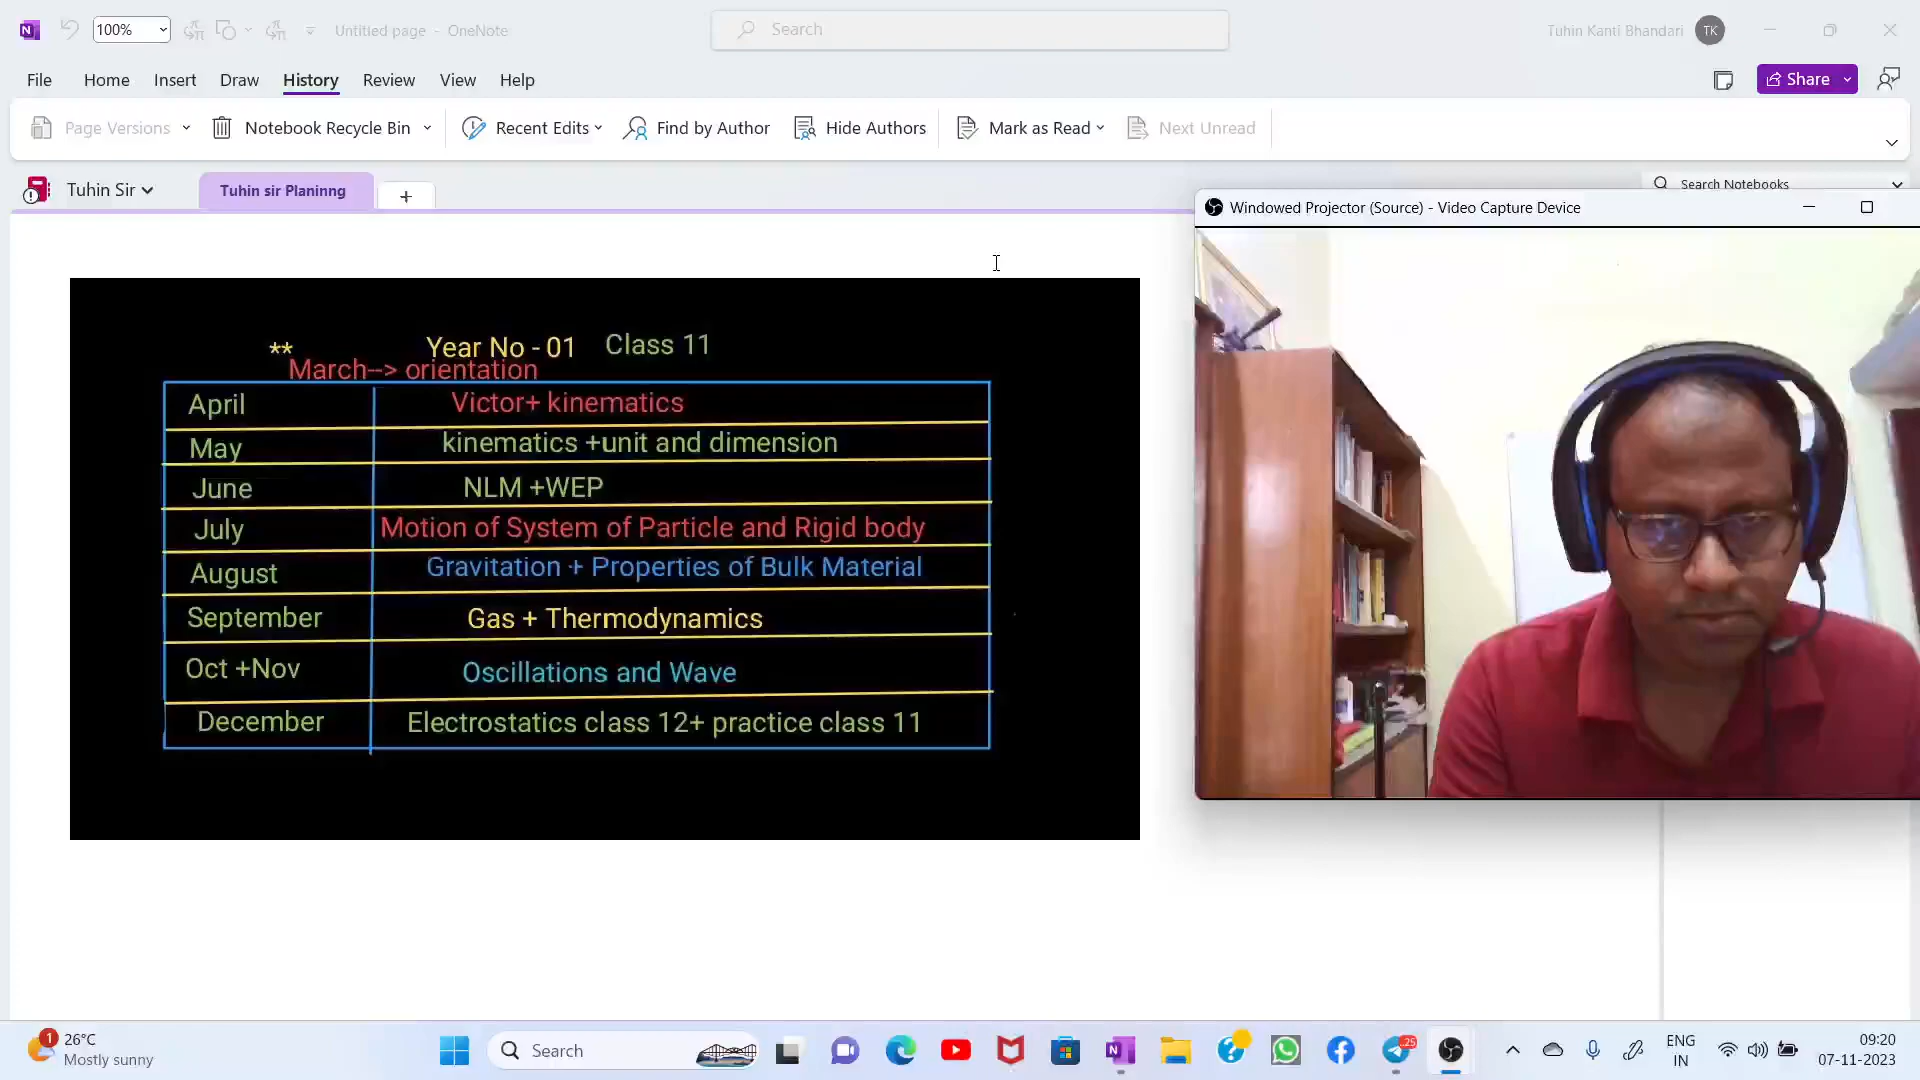 100%
Untitled page - OneNote
Search
Tuhin Kanti Bhandari
TK
File
Home
Insert
Draw
History
Review
View
Help
Share
Page Versions
Notebook Recycle Bin
Recent Edits
Find by Author
Hide Authors
Mark as Read
Next Unread
Tuhin Sir
Tuhin sir Planinng
+
Search Notebooks
Windowed Projector (Source) - Video Capture Device
** Year No - 01 Class 11
March--> orientation
April Victor+ kinematics
May kinematics +unit and dimension
June NLM +WEP
July Motion of System of Particle and Rigid body
August Gravitation + Properties of Bulk Material
September Gas + Thermodynamics
Oct +Nov Oscillations and Wave
December Electrostatics class 12+ practice class 11
1
26°C
Mostly sunny
Search
25
ENG
IN
09:20
07-11-2023